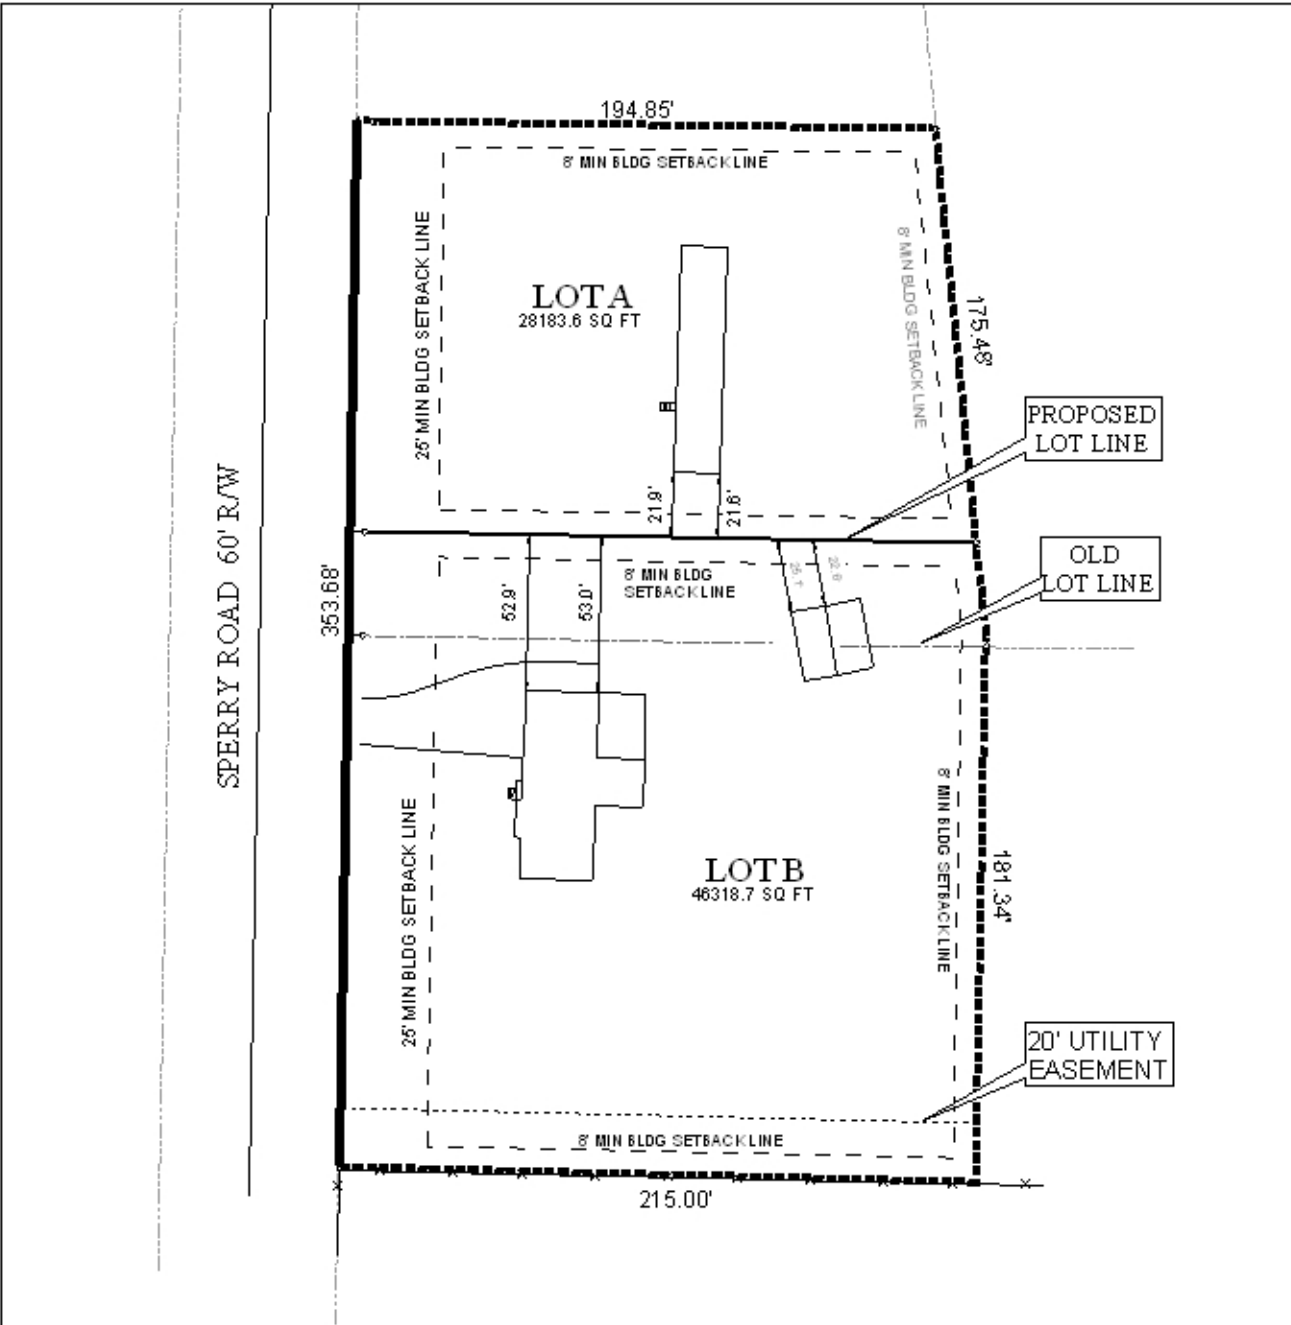 194.85'
8' MIN BLDG SETBACK LINE
25' MIN BLDG SETBACK LINE
8' MIN BLDG SETBACK LINE
LOT A
28183.6 SQ FT
175.48'
PROPOSED
LOT LINE
21.9'
21.6'
SPERRY ROAD 60' R/W
353.68'
OLD
LOT LINE
8' MIN BLDG
SETBACK LINE
52.9'
53.0'
25.1'
22.6'
25' MIN BLDG SETBACK LINE
8' MIN BLDG SETBACK LINE
LOT B
46318.7 SQ FT
181.34'
20' UTILITY
EASEMENT
8' MIN BLDG SETBACK LINE
215.00'